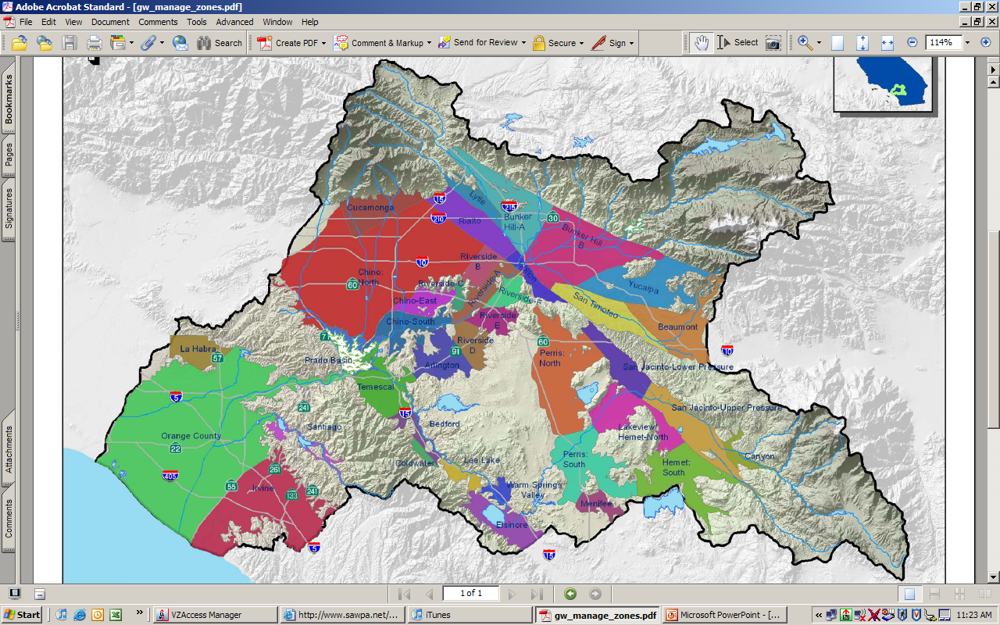 Adobe Acrobat Standard - [gw_manage_zones.pdf]
File Edit View Document Comments Tools Advanced Window Help
Search Create PDF Comment & Markup Send for Review Secure Sign Select 114%
Bookmarks
Pages
Signatures
Attachments
Comments
Cucamonga
15
210
Lytle
215
Rialto
Bunker
Hill-A
30
Bunker Hill
B
10
Riverside
B
Chino:
North
60
Riverside-C
Riverside-A
Chino-East
Riverside-F
Yucaipa
San Timoteo
Chino-South
Riverside
E
Beaumont
71
Riverside
D
60
10
La Habra
57
91
Perris:
North
Prado Basin
Arlington
San Jacinto-Lower Pressure
Temescal
5
241
15
San Jacinto-Upper Pressure
Santiago
Bedford
Lakeview/
Hemet-North
Orange County
22
Canyon
Coldwater
Lee Lake
Perris:
South
Hemet:
South
405
261
55
Irvine
133
241
Warm Springs
Valley
Menifee
Elsinore
5
15
1 of 1
Start
»
VZAccess Manager
http://www.sawpa.net/...
iTunes
gw_manage_zones.pdf
Microsoft PowerPoint - [...
«
11:23 AM